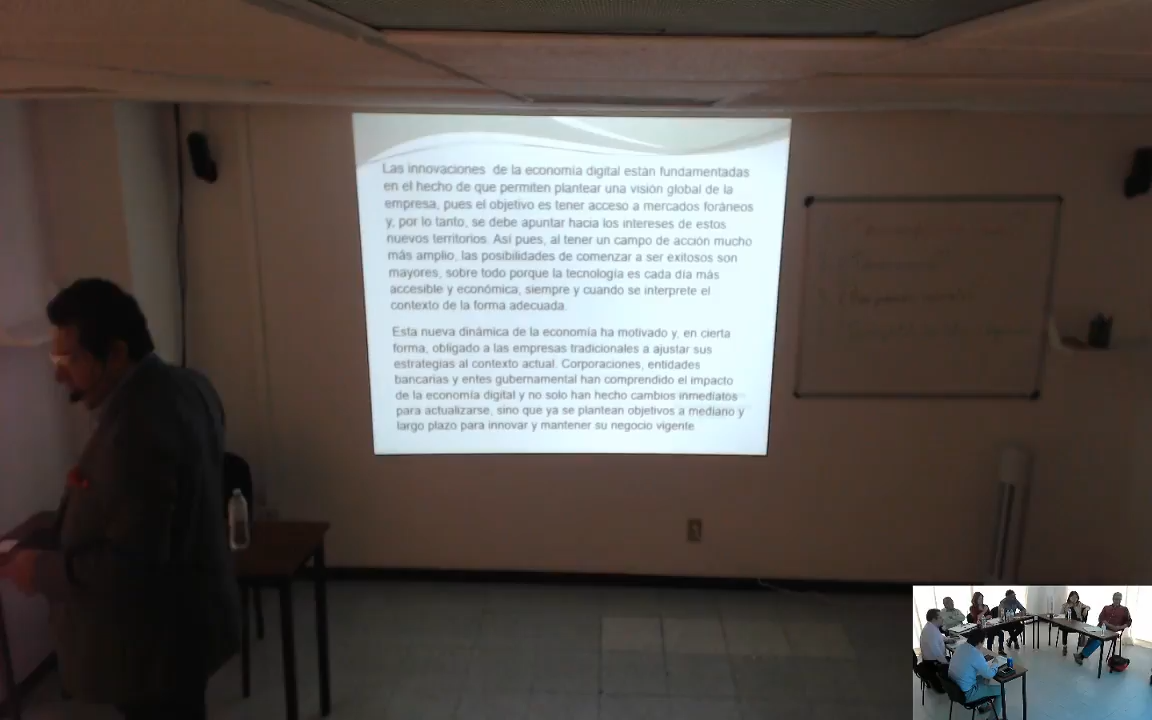 Las innovaciones de la economía digital están fundamentadas
en el hecho de que permiten plantear una visión global de la
empresa, pues el objetivo es tener acceso a mercados foráneos
y, por lo tanto, se debe apuntar hacia los intereses de estos
nuevos territorios. Así pues, al tener un campo de acción mucho
más amplio, las posibilidades de comenzar a ser exitosos son
mayores, sobre todo porque la tecnología es cada día más
accesible y económica, siempre y cuando se interprete el
contexto de la forma adecuada.
Esta nueva dinámica de la economía ha motivado y, en cierta
forma, obligado a las empresas tradicionales a ajustar sus
estrategias al contexto actual. Corporaciones, entidades
bancarias y entes gubernamental han comprendido el impacto
de la economía digital y no solo han hecho cambios inmediatos
para actualizarse, sino que ya se plantean objetivos a mediano y
largo plazo para innovar y mantener su negocio vigente